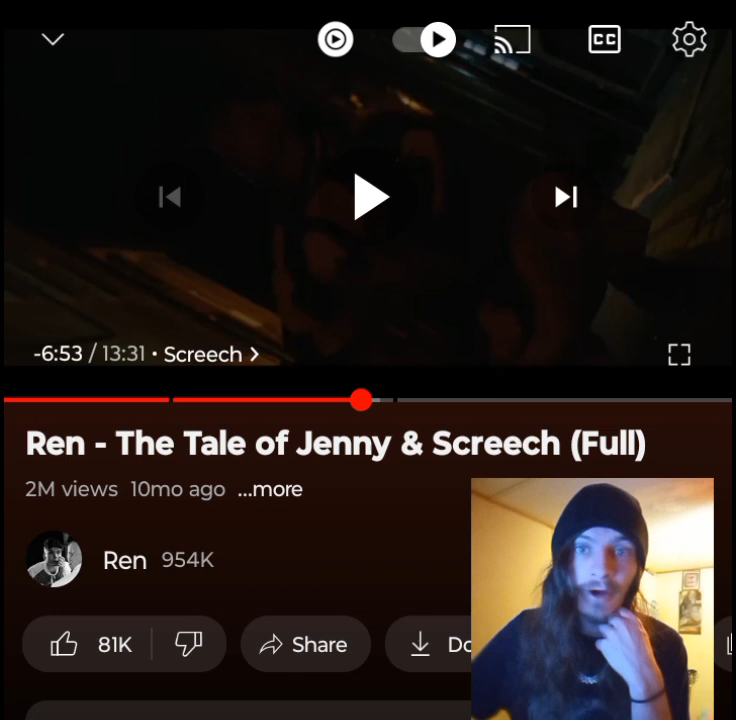 CC
-6:53 / 13:31 • Screech >
Ren - The Tale of Jenny & Screech (Full)
2M views 10mo ago ...more
Ren 954K
81K Share Do